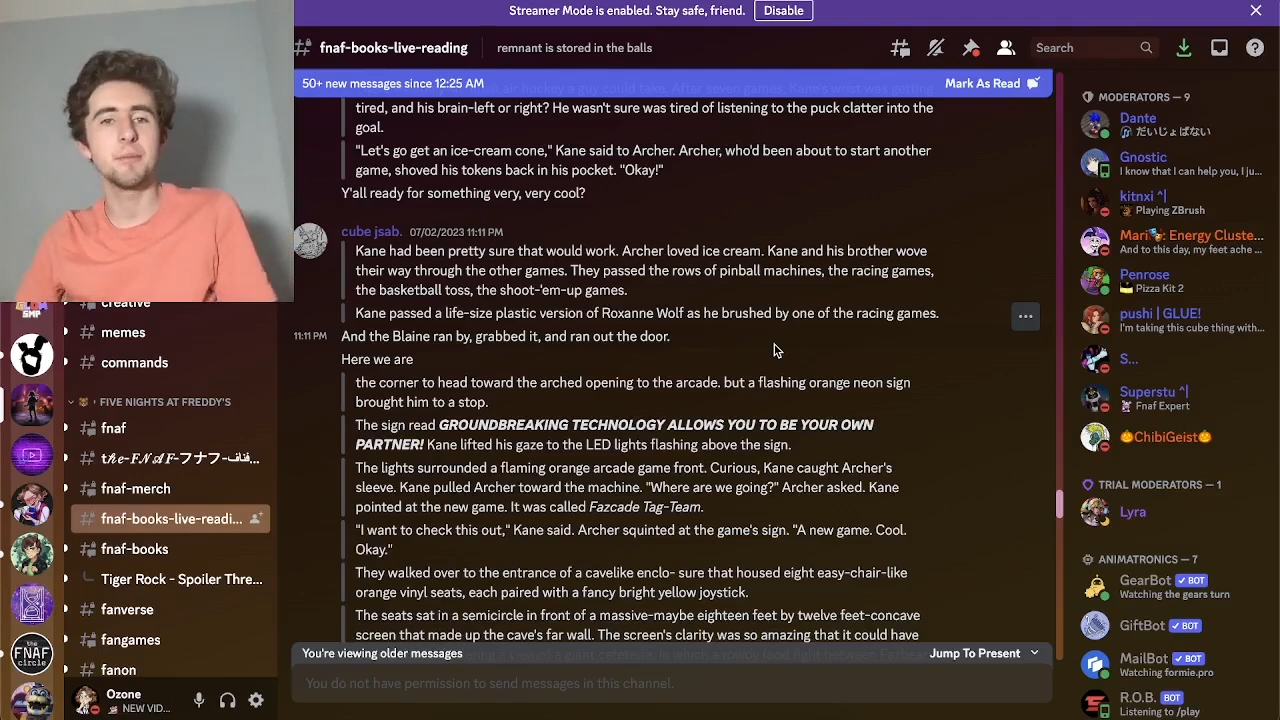 Streamer Mode is enabled. Stay safe, friend. Disable
fnaf-books-live-reading
remnant is stored in the balls
Search
50+ new messages since 12:25 AM
Mark As Read
tired, and his brain-left or right? He wasn't sure was tired of listening to the puck clatter into the
goal.
"Let's go get an ice-cream cone," Kane said to Archer. Archer, who'd been about to start another
game, shoved his tokens back in his pocket. "Okay!"
Y'all ready for something very, very cool?
cube jsab. 07/02/2023 11:11 PM
Kane had been pretty sure that would work. Archer loved ice cream. Kane and his brother wove
their way through the other games. They passed the rows of pinball machines, the racing games,
the basketball toss, the shoot-'em-up games.
Kane passed a life-size plastic version of Roxanne Wolf as he brushed by one of the racing games.
11:11 PM And the Blaine ran by, grabbed it, and ran out the door.
Here we are
the corner to head toward the arched opening to the arcade. but a flashing orange neon sign
brought him to a stop.
The sign read GROUNDBREAKING TECHNOLOGY ALLOWS YOU TO BE YOUR OWN
PARTNER! Kane lifted his gaze to the LED lights flashing above the sign.
The lights surrounded a flaming orange arcade game front. Curious, Kane caught Archer's
sleeve. Kane pulled Archer toward the machine. "Where are we going?" Archer asked. Kane
pointed at the new game. It was called Fazcade Tag-Team.
"I want to check this out," Kane said. Archer squinted at the game's sign. "A new game. Cool.
Okay."
They walked over to the entrance of a cavelike enclo- sure that housed eight easy-chair-like
orange vinyl seats, each paired with a fancy bright yellow joystick.
The seats sat in a semicircle in front of a massive-maybe eighteen feet by twelve feet-concave
screen that made up the cave's far wall. The screen's clarity was so amazing that it could have
You're viewing older messages
Jump To Present
You do not have permission to send messages in this channel.
creative
memes
commands
FIVE NIGHTS AT FREDDY'S
fnaf
fnaf-merch
fnaf-books-live-readi...
fnaf-books
Tiger Rock - Spoiler Thre...
fanverse
fangames
fanon
SMP
the
FNAF
circle
Ozone
NEW VID...
MODERATORS — 9
Dante
だいじょばない
Gnostic
I know that I can help you, I ju...
kitnxi ^|
Playing ZBrush
Mari: Energy Cluste...
And to this day, my feet ache ...
Penrose
Pizza Kit 2
pushi | GLUE!
I'm taking this cube thing with...
S...
Superstu ^|
Fnaf Expert
ChibiGeist
TRIAL MODERATORS — 1
Lyra
ANIMATRONICS — 7
GearBot BOT
Watching the gears turn
GiftBot BOT
MailBot BOT
Watching formie.pro
R.O.B. BOT
Listening to /play